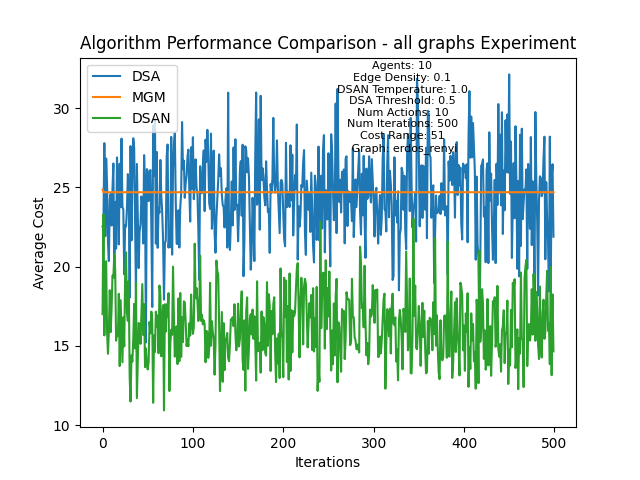 Algorithm Performance Comparison - all graphs Experiment
DSA
MGM
DSAN
Agents: 10
Edge Density: 0.1
DSAN Temperature: 1.0
DSA Threshold: 0.5
Num Actions: 10
Num Iterations: 500
Cost Range: 51
Graph: erdos_renyi
Average Cost
30
25
20
15
10
0
100
200
300
400
500
Iterations